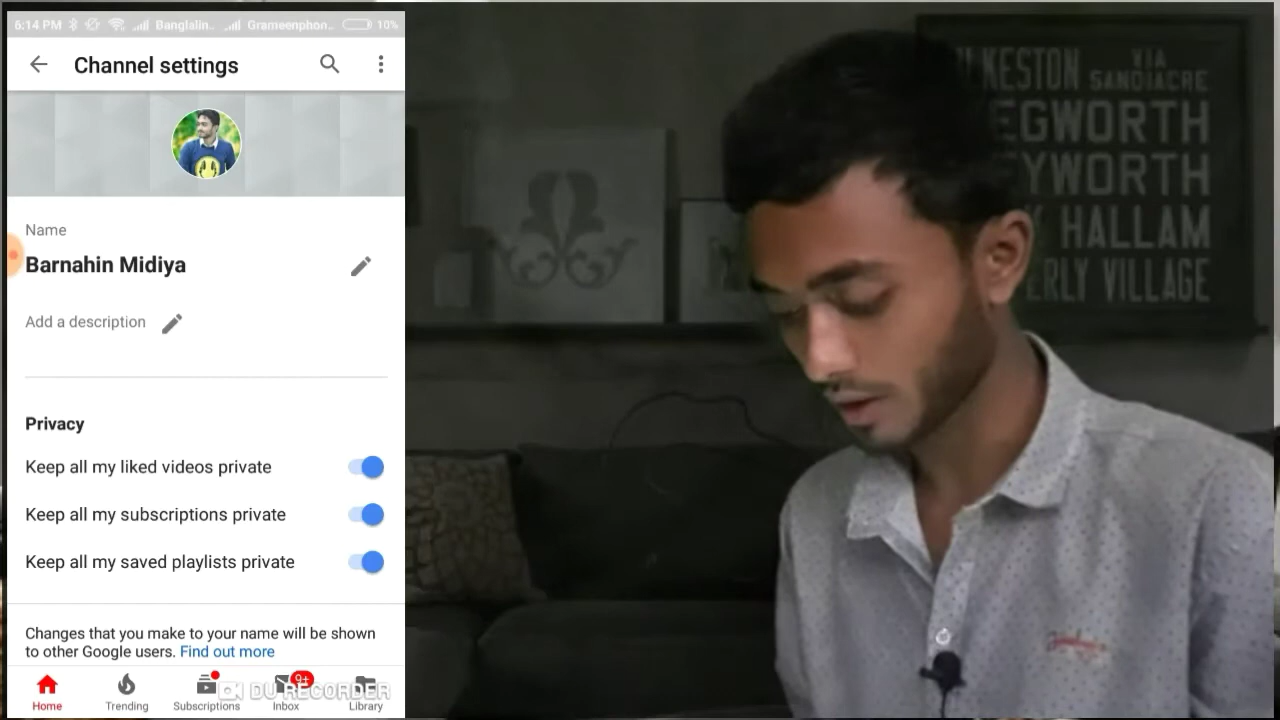 6:14 PM Banglalin.. Grameenphon... 10%
Channel settings
Name
Barnahin Midiya
Add a description
Privacy
Keep all my liked videos private
Keep all my subscriptions private
Keep all my saved playlists private
Changes that you make to your name will be shown
to other Google users. Find out more
9+
DU RECORDER
Home Trending Subscriptions Inbox Library
KESTON VIA
SANDIACRE
EGWORTH
YWORTH
HALLAM
ERLY VILLAGE